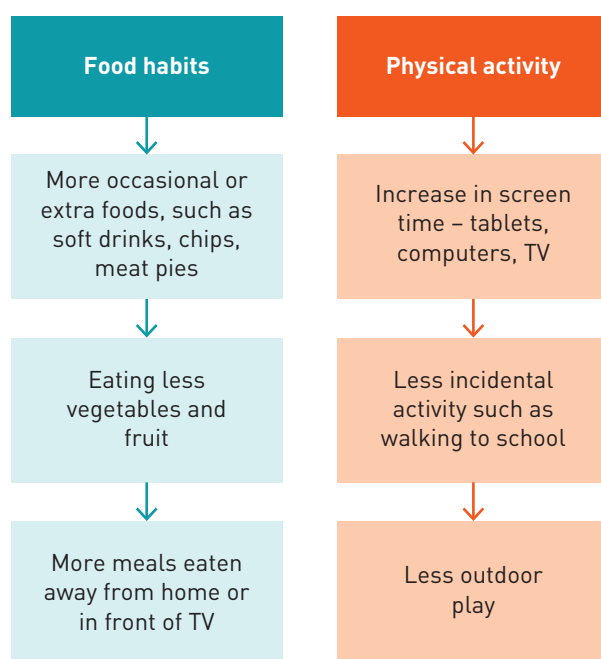 Food habits
More occasional or
extra foods, such as
soft drinks, chips,
meat pies
Eating less
vegetables and
fruit
More meals eaten
away from home or
in front of TV
Physical activity
Increase in screen
time – tablets,
computers, TV
Less incidental
activity such as
walking to school
Less outdoor
play